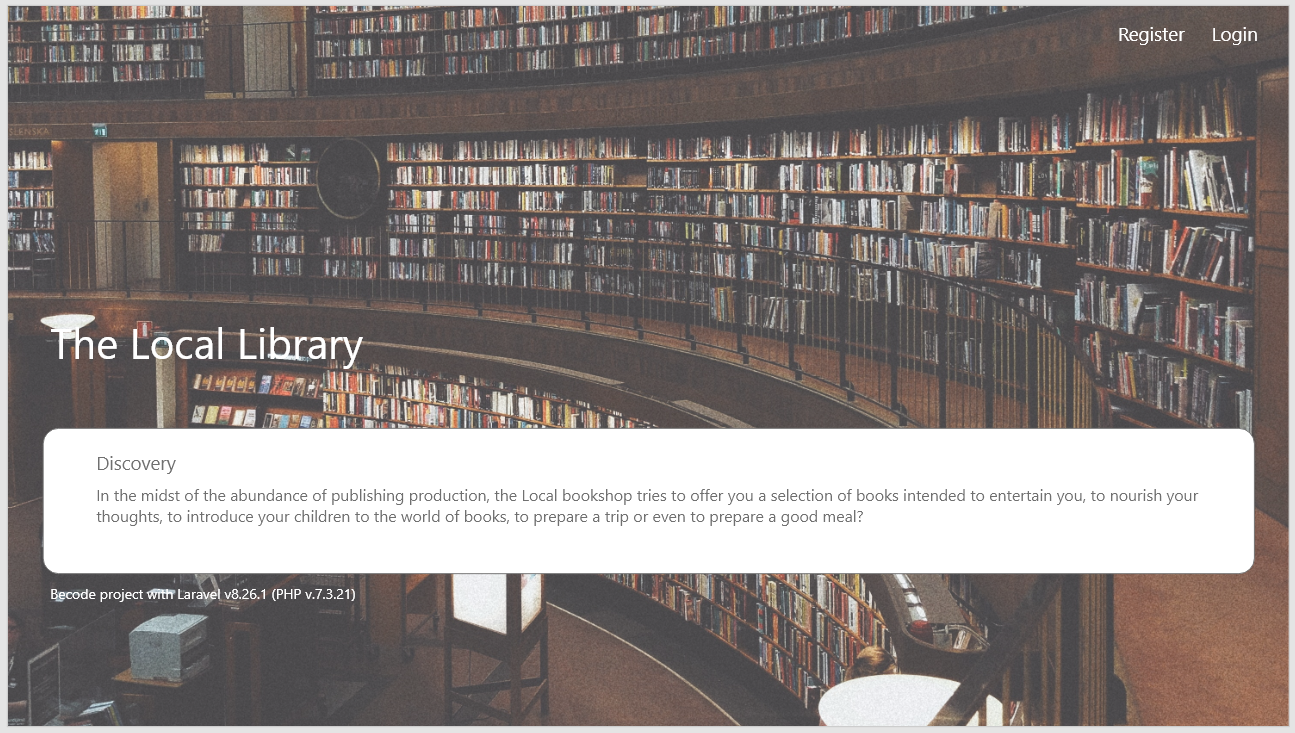 Register Login
SLENSKA
The Local Library
Discovery
In the midst of the abundance of publishing production, the Local bookshop tries to offer you a selection of books intended to entertain you, to nourish your
thoughts, to introduce your children to the world of books, to prepare a trip or even to prepare a good meal?
Becode project with Laravel v8.26.1 (PHP v.7.3.21)